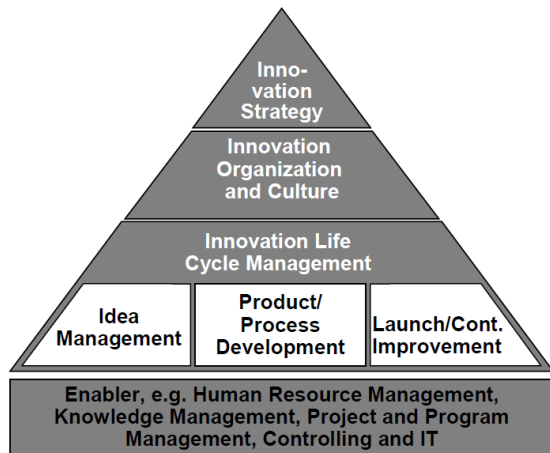 Inno-
vation
Strategy
Innovation
Organization
and Culture
Innovation Life
Cycle Management
Idea
Management
Product/
Process
Development
Launch/Cont.
Improvement
Enabler, e.g. Human Resource Management,
Knowledge Management, Project and Program
Management, Controlling and IT